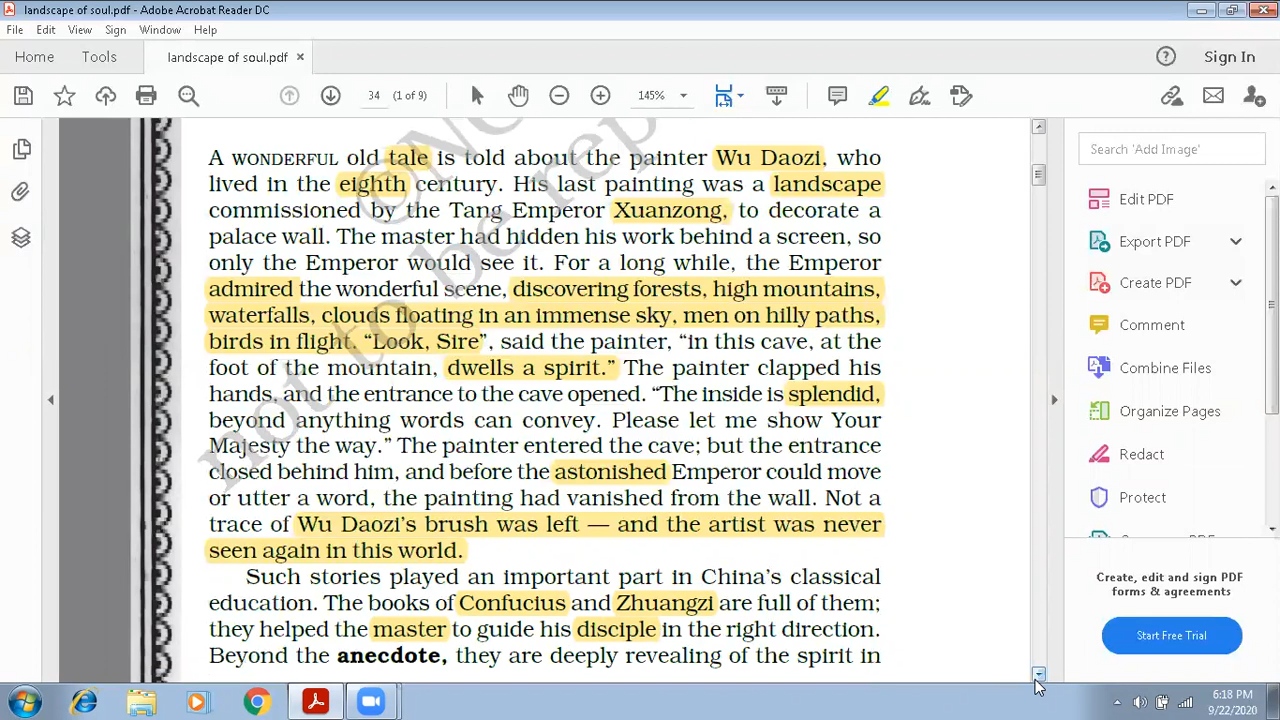 landscape of soul.pdf - Adobe Acrobat Reader DC
File Edit View Sign Window Help
Home Tools landscape of soul.pdf × Sign In
34 (1 of 9) 145%
A WONDERFUL old tale is told about the painter Wu Daozi, who
lived in the eighth century. His last painting was a landscape
commissioned by the Tang Emperor Xuanzong, to decorate a
palace wall. The master had hidden his work behind a screen, so
only the Emperor would see it. For a long while, the Emperor
admired the wonderful scene, discovering forests, high mountains,
waterfalls, clouds floating in an immense sky, men on hilly paths,
birds in flight. “Look, Sire”, said the painter, “in this cave, at the
foot of the mountain, dwells a spirit.” The painter clapped his
hands, and the entrance to the cave opened. “The inside is splendid,
beyond anything words can convey. Please let me show Your
Majesty the way.” The painter entered the cave; but the entrance
closed behind him, and before the astonished Emperor could move
or utter a word, the painting had vanished from the wall. Not a
trace of Wu Daozi’s brush was left — and the artist was never
seen again in this world.
Such stories played an important part in China’s classical
education. The books of Confucius and Zhuangzi are full of them;
they helped the master to guide his disciple in the right direction.
Beyond the anecdote, they are deeply revealing of the spirit in
not to be rep
Search 'Add Image'
Edit PDF
Export PDF
Create PDF
Comment
Combine Files
Organize Pages
Redact
Protect
Create, edit and sign PDF
forms & agreements
Start Free Trial
6:18 PM
9/22/2020